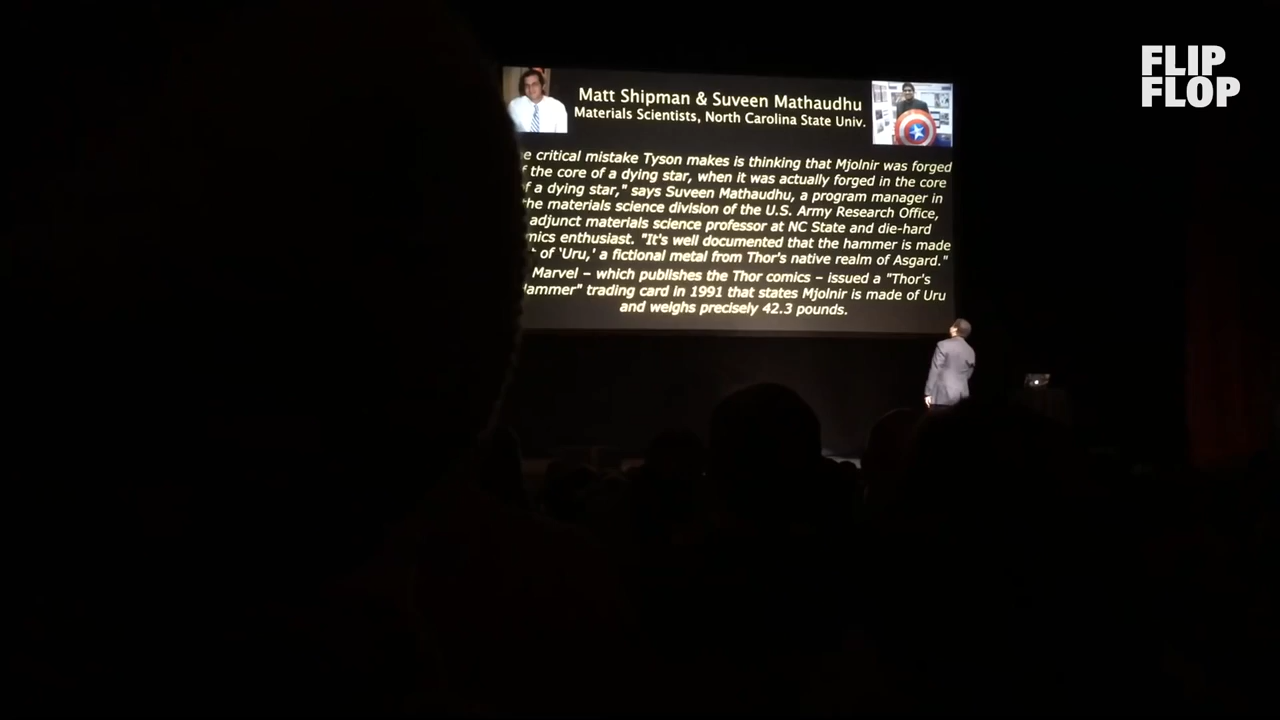 FLIP
FLOP
Matt Shipman & Suveen Mathaudhu
Materials Scientists, North Carolina State Univ.
critical mistake Tyson makes is thinking that Mjolnir was forged
the core of a dying star, when it was actually forged in the core
a dying star," says Suveen Mathaudhu, a program manager in
the materials science division of the U.S. Army Research Office,
adjunct materials science professor at NC State and die-hard
enthusiast. "It's well documented that the hammer is made
of 'Uru,' a fictional metal from Thor's native realm of Asgard."
Marvel – which publishes the Thor comics – issued a "Thor's
trading card in 1991 that states Mjolnir is made of Uru
and weighs precisely 42.3 pounds.